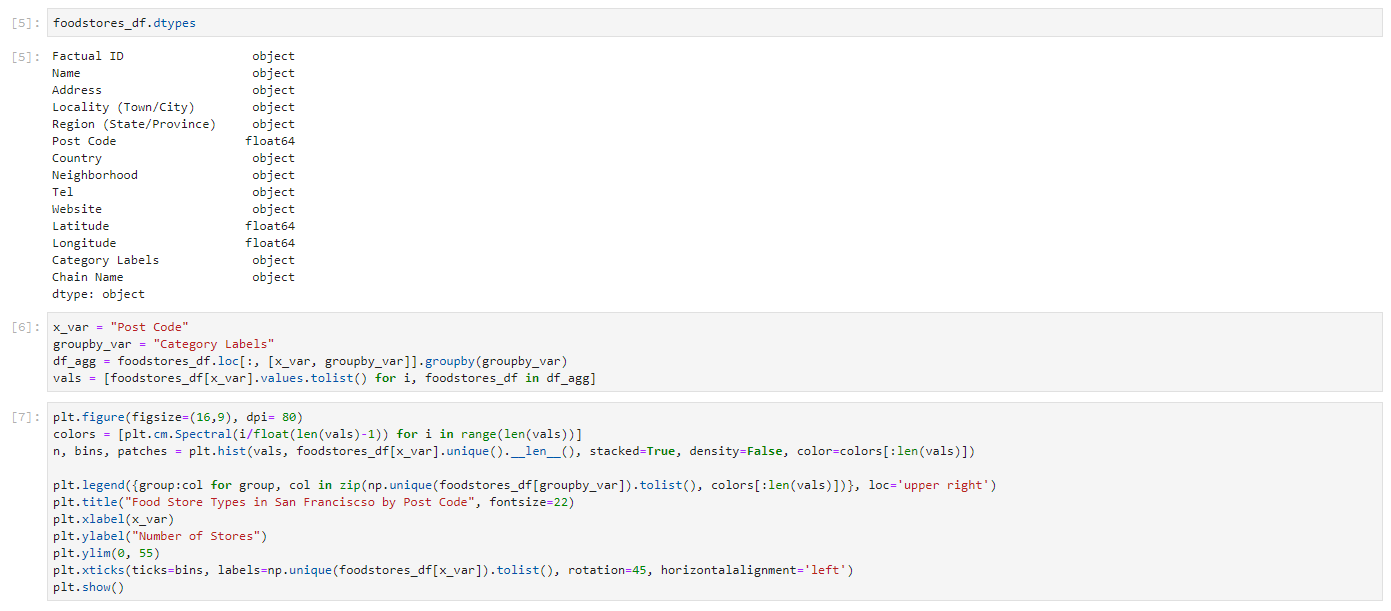 [5]: foodstores_df.dtypes
[5]: Factual ID object
Name object
Address object
Locality (Town/City) object
Region (State/Province) object
Post Code float64
Country object
Neighborhood object
Tel object
Website object
Latitude float64
Longitude float64
Category Labels object
Chain Name object
dtype: object
[6]: x_var = "Post Code"
groupby_var = "Category Labels"
df_agg = foodstores_df.loc[:, [x_var, groupby_var]].groupby(groupby_var)
vals = [foodstores_df[x_var].values.tolist() for i, foodstores_df in df_agg]
[7]: plt.figure(figsize=(16,9), dpi= 80)
colors = [plt.cm.Spectral(i/float(len(vals)-1)) for i in range(len(vals))]
n, bins, patches = plt.hist(vals, foodstores_df[x_var].unique().__len__(), stacked=True, density=False, color=colors[:len(vals)])
plt.legend({group:col for group, col in zip(np.unique(foodstores_df[groupby_var]).tolist(), colors[:len(vals)])}, loc='upper right')
plt.title("Food Store Types in San Franciscso by Post Code", fontsize=22)
plt.xlabel(x_var)
plt.ylabel("Number of Stores")
plt.ylim(0, 55)
plt.xticks(ticks=bins, labels=np.unique(foodstores_df[x_var]).tolist(), rotation=45, horizontalalignment='left')
plt.show()